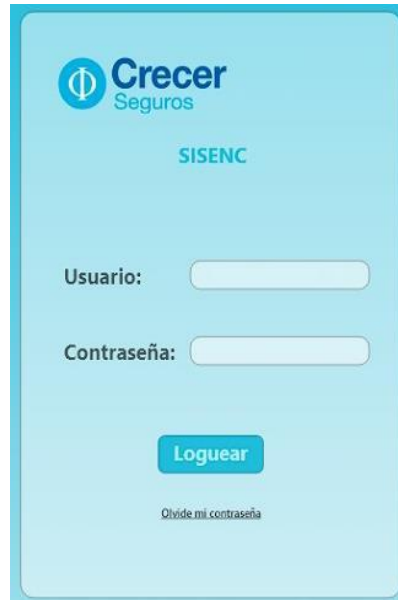 Crecer
Seguros
SISENC
Usuario:
Contraseña:
Loguear
Olvide mi contraseña